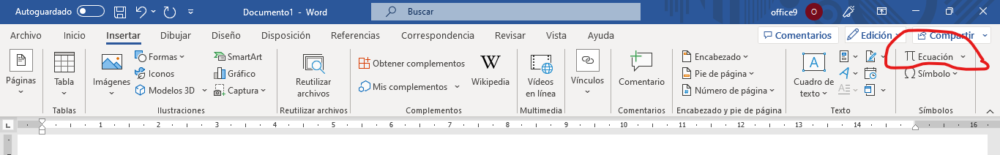 Autoguardado Documento1 - Word Buscar office9 O
Archivo Inicio Insertar Dibujar Diseño Disposición Referencias Correspondencia Revisar Vista Ayuda Comentarios Edición Compartir
Páginas
Tabla
Imágenes
Formas
Iconos
Modelos 3D
SmartArt
Gráfico
Captura
Reutilizar
archivos
Obtener complementos
Mis complementos
W
Wikipedia
Vídeos
en línea
Vínculos
Comentario
Encabezado
Pie de página
Número de página
A
Cuadro de
texto
A
A
π Ecuación
Ω Símbolo
Tablas Ilustraciones Reutilizar archivos Complementos Multimedia Comentarios Encabezado y pie de página Texto Símbolos
L 1 2 3 4 5 6 7 8 9 10 11 12 13 14 16